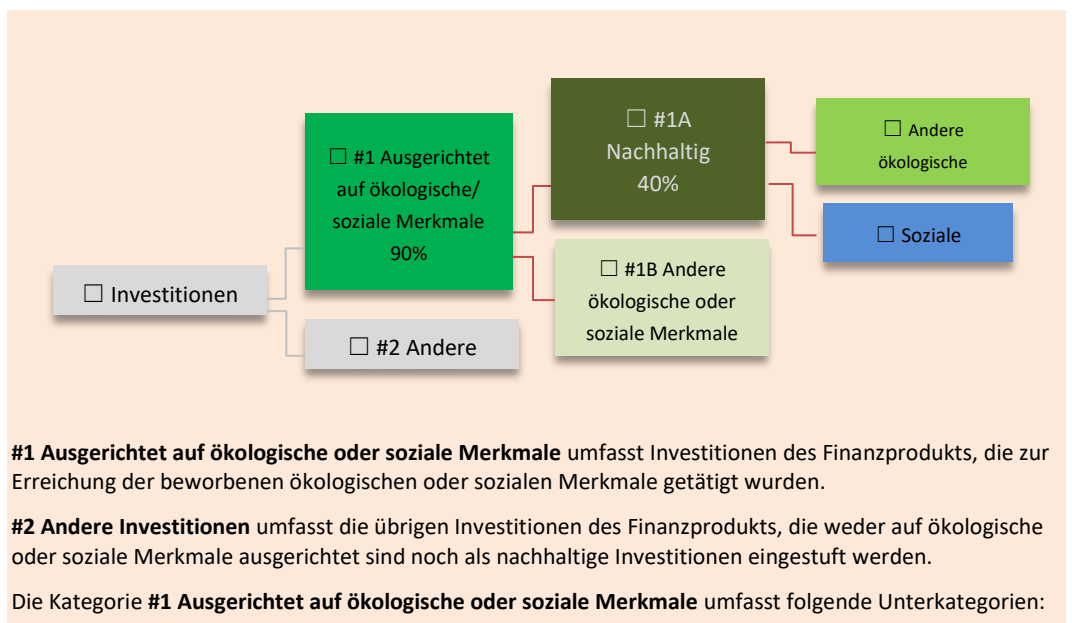 ☐ Investitionen
☐ #1 Ausgerichtet
auf ökologische/
soziale Merkmale
90%
☐ #2 Andere
☐ #1A
Nachhaltig
40%
☐ #1B Andere
ökologische oder
soziale Merkmale
☐ Andere
ökologische
☐ Soziale
#1 Ausgerichtet auf ökologische oder soziale Merkmale umfasst Investitionen des Finanzprodukts, die zur
Erreichung der beworbenen ökologischen oder sozialen Merkmale getätigt wurden.
#2 Andere Investitionen umfasst die übrigen Investitionen des Finanzprodukts, die weder auf ökologische
oder soziale Merkmale ausgerichtet sind noch als nachhaltige Investitionen eingestuft werden.
Die Kategorie #1 Ausgerichtet auf ökologische oder soziale Merkmale umfasst folgende Unterkategorien: